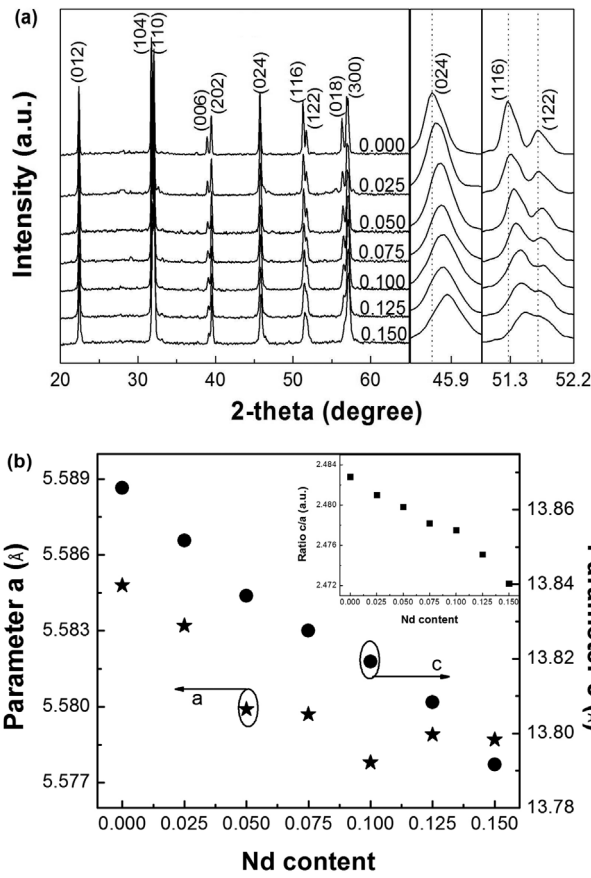 (a)
(012)
(104)
(110)
(006)
(202)
(024)
(116)
(122)
(018)
(300)
(024)
(116)
(122)
0.000
0.025
0.050
0.075
0.100
0.125
0.150
Intensity (a.u.)
20 30 40 50 60 45.9 51.3 52.2
2-theta (degree)
(b)
5.589
5.586
5.583
5.580
5.577
Parameter a (Å)
a
c
2.484
2.480
2.476
2.472
Ratio c/a (a.u.)
0.000 0.025 0.050 0.075 0.100 0.125 0.150
Nd content
13.86
13.84
13.82
13.80
13.78
0.000 0.025 0.050 0.075 0.100 0.125 0.150
Nd content